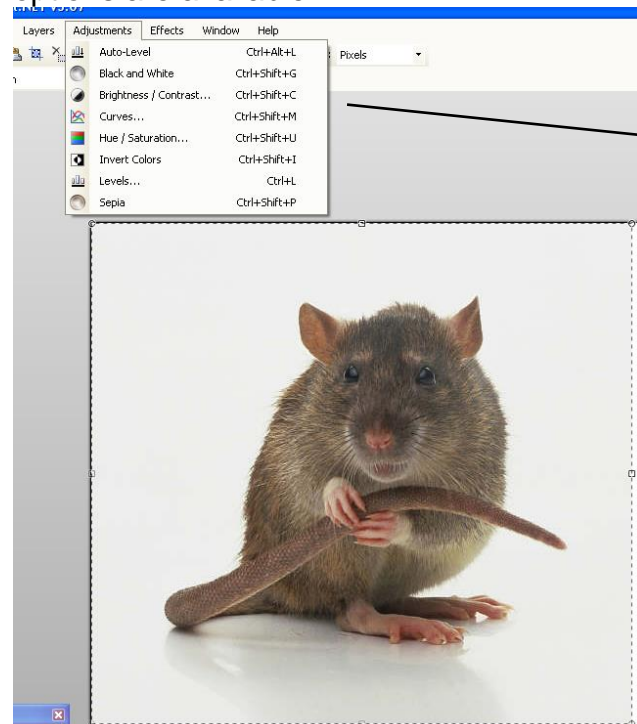 Layers Adjustments Effects Window Help
Pixels
Auto-Level Ctrl+Alt+L
Black and White Ctrl+Shift+G
Brightness / Contrast... Ctrl+Shift+C
Curves... Ctrl+Shift+M
Hue / Saturation... Ctrl+Shift+U
Invert Colors Ctrl+Shift+I
Levels... Ctrl+L
Sepia Ctrl+Shift+P